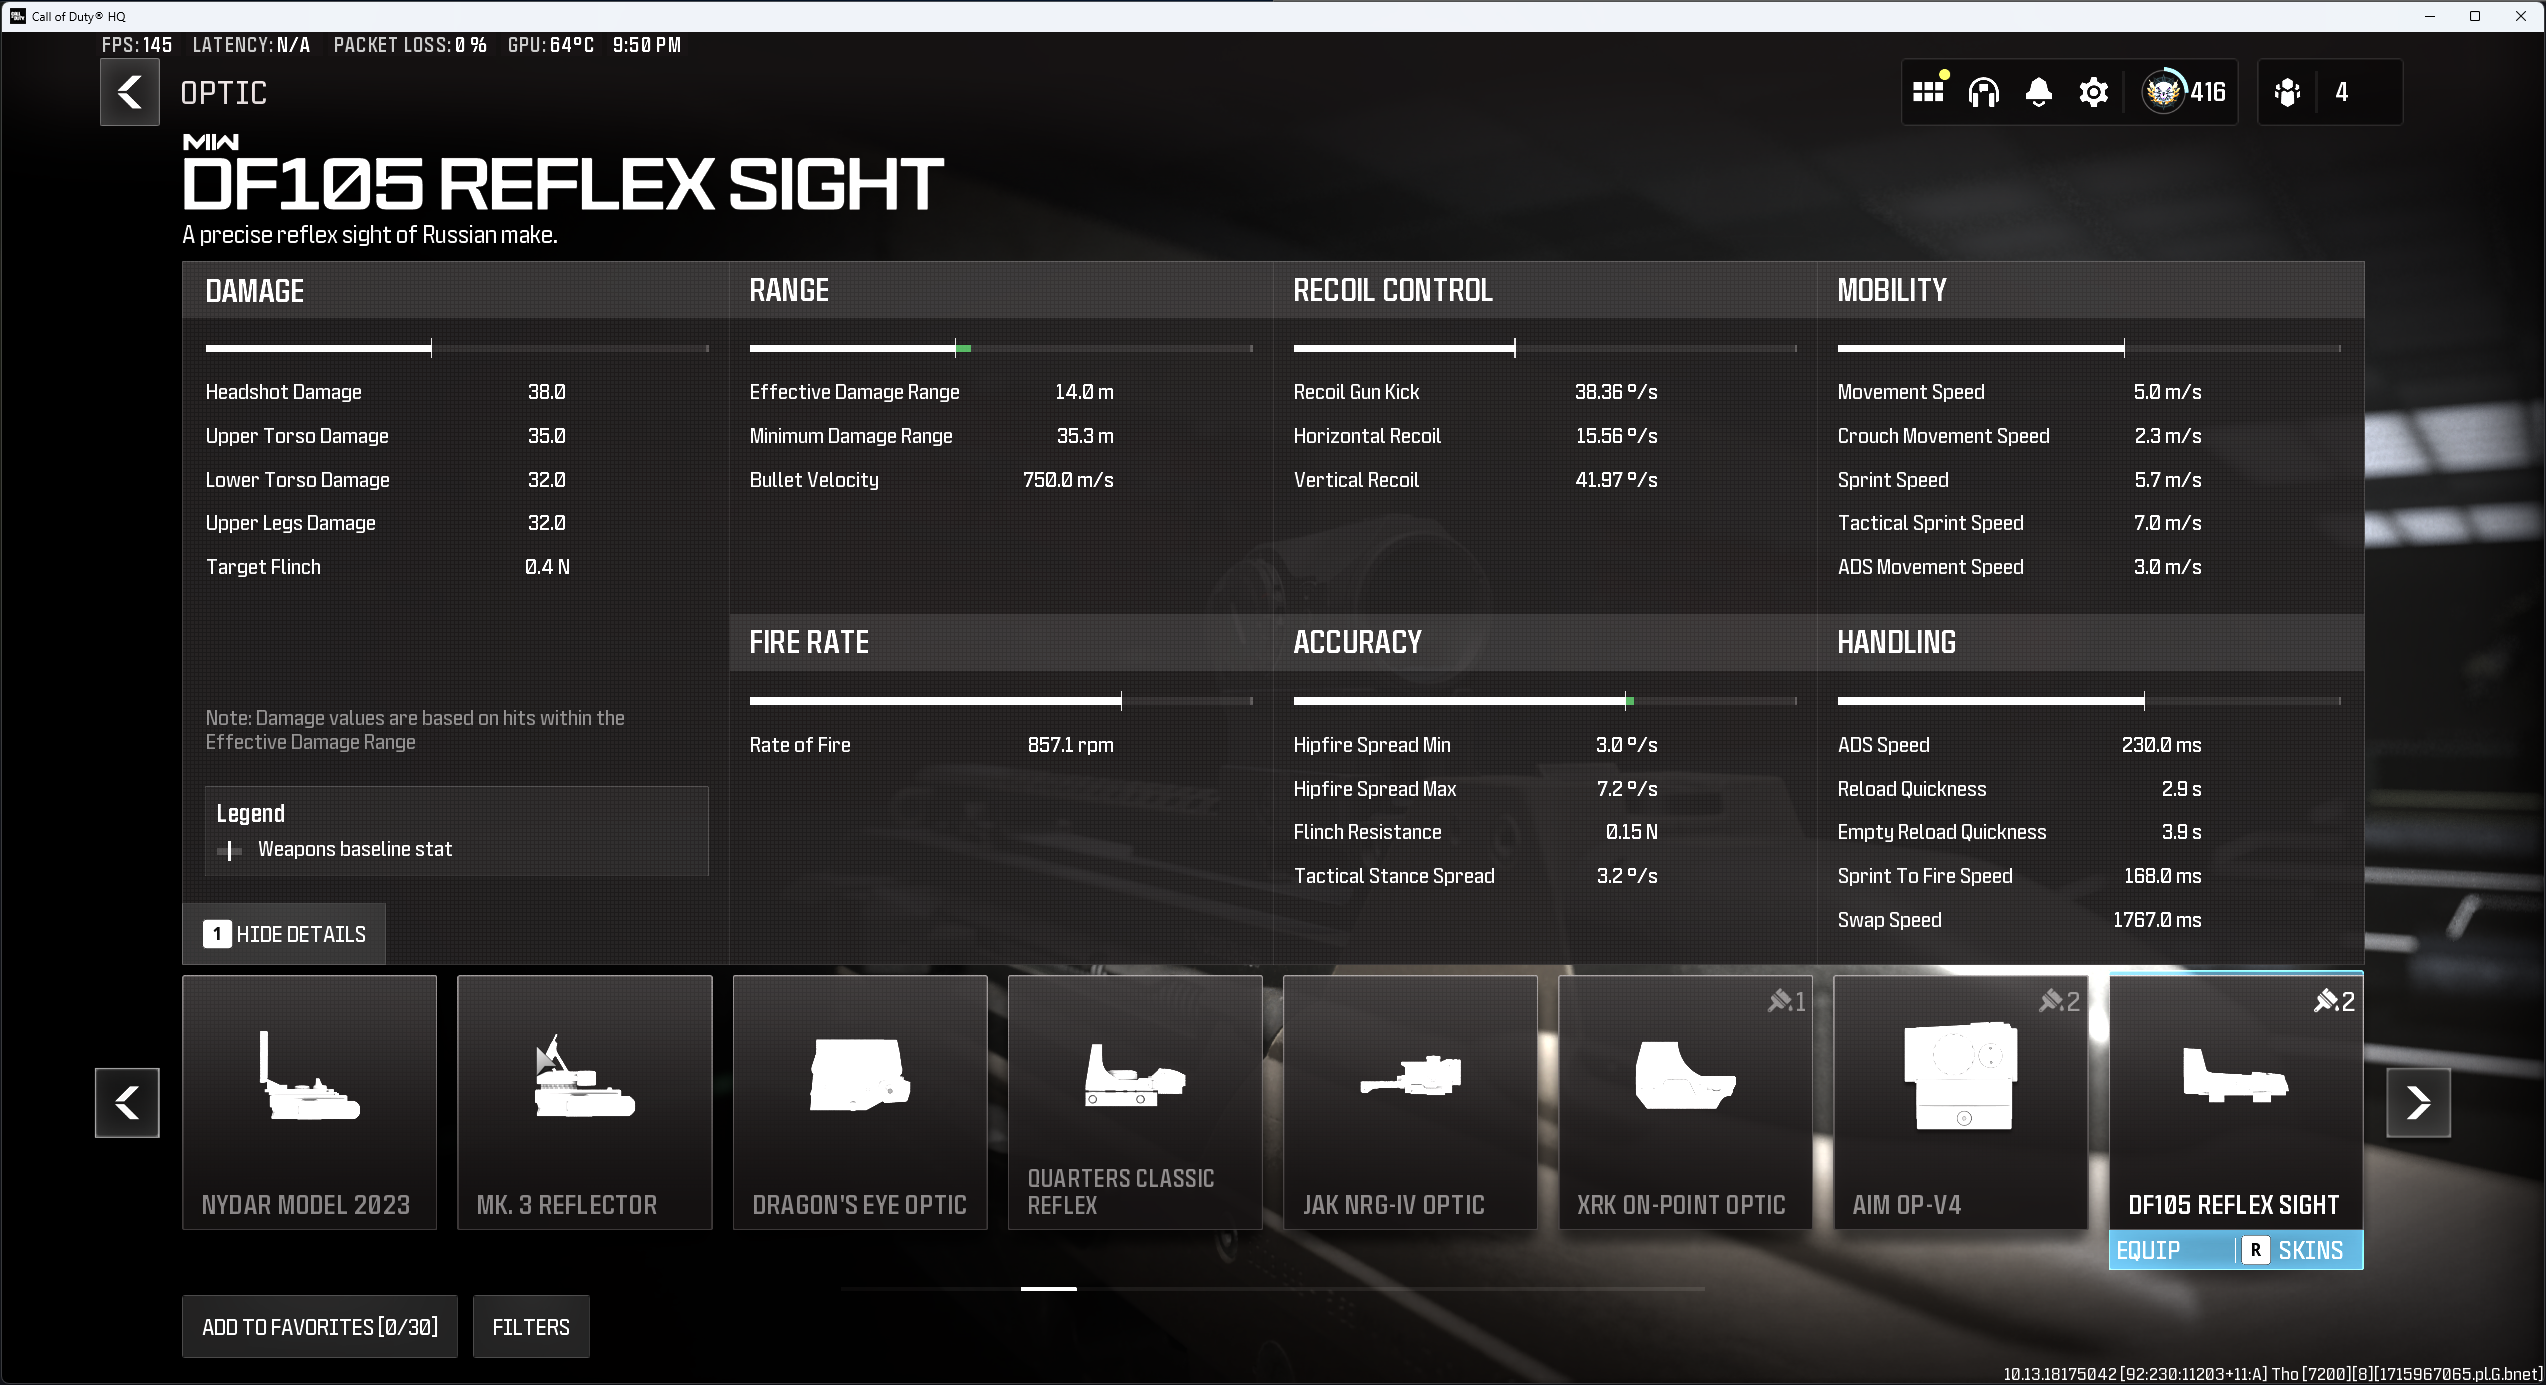 Call of Duty® HQ
FPS: 145 LATENCY: N/A PACKET LOSS: 0 % GPU: 64°C 9:50 PM
OPTIC
416
4
MW
DF105 REFLEX SIGHT
A precise reflex sight of Russian make.
DAMAGE
Headshot Damage 38.0
Upper Torso Damage 35.0
Lower Torso Damage 32.0
Upper Legs Damage 32.0
Target Flinch 0.4 N
Note: Damage values are based on hits within the
Effective Damage Range
Legend
Weapons baseline stat
1 HIDE DETAILS
RANGE
Effective Damage Range 14.0 m
Minimum Damage Range 35.3 m
Bullet Velocity 750.0 m/s
FIRE RATE
Rate of Fire 857.1 rpm
RECOIL CONTROL
Recoil Gun Kick 38.36 º/s
Horizontal Recoil 15.56 º/s
Vertical Recoil 41.97 º/s
ACCURACY
Hipfire Spread Min 3.0 º/s
Hipfire Spread Max 7.2 º/s
Flinch Resistance 0.15 N
Tactical Stance Spread 3.2 º/s
MOBILITY
Movement Speed 5.0 m/s
Crouch Movement Speed 2.3 m/s
Sprint Speed 5.7 m/s
Tactical Sprint Speed 7.0 m/s
ADS Movement Speed 3.0 m/s
HANDLING
ADS Speed 230.0 ms
Reload Quickness 2.9 s
Empty Reload Quickness 3.9 s
Sprint To Fire Speed 168.0 ms
Swap Speed 1767.0 ms
NYDAR MODEL 2023
MK. 3 REFLECTOR
DRAGON'S EYE OPTIC
QUARTERS CLASSIC
REFLEX
JAK NRG-IV OPTIC
1
XRK ON-POINT OPTIC
2
AIM OP-V4
2
DF105 REFLEX SIGHT
EQUIP R SKINS
ADD TO FAVORITES [0/30]
FILTERS
10.13.18175042 [92:230:11203+11:A] Tho [7200][8][1715967065.pl.G.bnet]